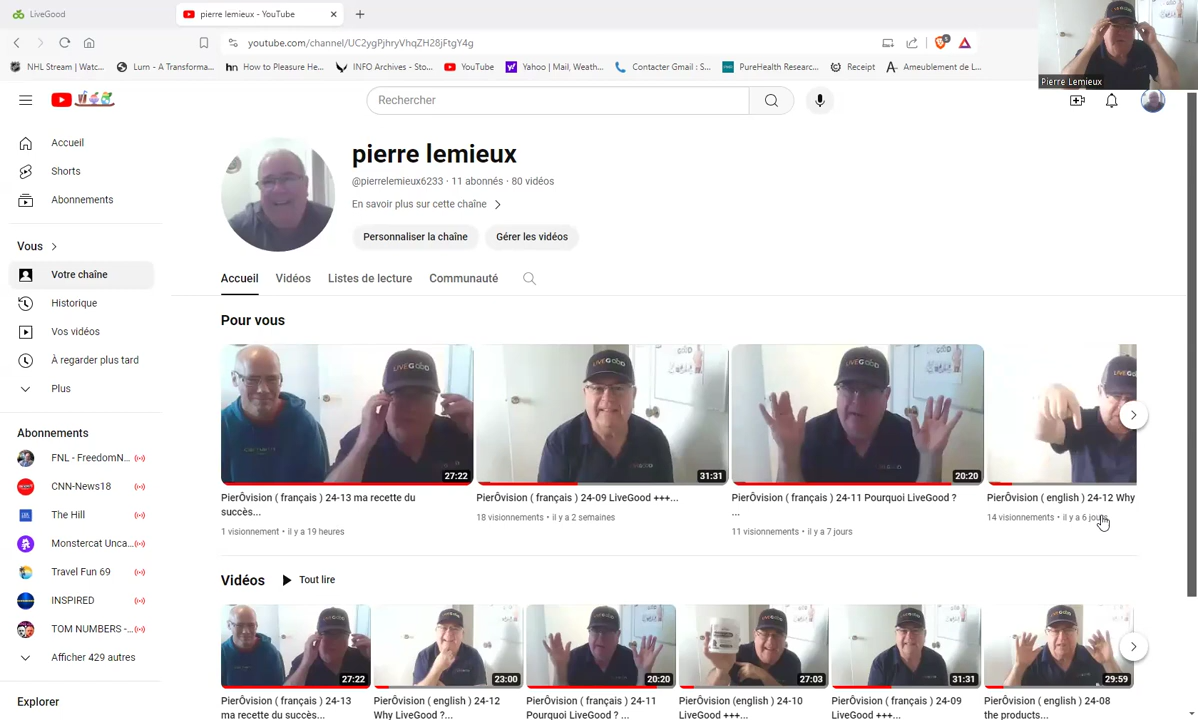 LiveGood
pierre lemieux - YouTube
youtube.com/channel/UC2ygPjhryVhqZH28jFtgY4g
NHL Stream | Watc...
Lurn - A Transforma...
How to Pleasure He...
INFO Archives - Sto...
YouTube
Yahoo | Mail, Weath...
Contacter Gmail : S...
PureHealth Researc...
Receipt
Ameublement de L...
Pierre Lemieux
Rechercher
Accueil
Shorts
Abonnements
Vous
Votre chaîne
Historique
Vos vidéos
À regarder plus tard
Plus
Abonnements
FNL - FreedomN...
CNN-News18
The Hill
Monstercat Unca...
Travel Fun 69
INSPIRED
TOM NUMBERS -...
Afficher 429 autres
Explorer
pierre lemieux
@pierrelemieux6233 · 11 abonnés · 80 vidéos
En savoir plus sur cette chaîne
Personnaliser la chaîne
Gérer les vidéos
Accueil
Vidéos
Listes de lecture
Communauté
Pour vous
LIVEGOOD
27:22
PierÔvision ( français ) 24-13 ma recette du
succès...
1 visionnement • il y a 19 heures
LIVEGOOD
31:31
PierÔvision ( français ) 24-09 LiveGood +++...
18 visionnements • il y a 2 semaines
LIVEGOOD
20:20
PierÔvision ( français ) 24-11 Pourquoi LiveGood ?
...
11 visionnements • il y a 7 jours
PierÔvision ( english ) 24-12 Why
14 visionnements • il y a 6 jours
Vidéos
Tout lire
27:22
PierÔvision ( français ) 24-13
ma recette du succès...
23:00
PierÔvision ( english ) 24-12
Why LiveGood ?...
20:20
PierÔvision ( français ) 24-11
Pourquoi LiveGood ? ...
27:03
PierÔvision (english) 24-10
LiveGood +++...
31:31
PierÔvision ( français ) 24-09
LiveGood +++...
29:59
PierÔvision ( english ) 24-08
the products...